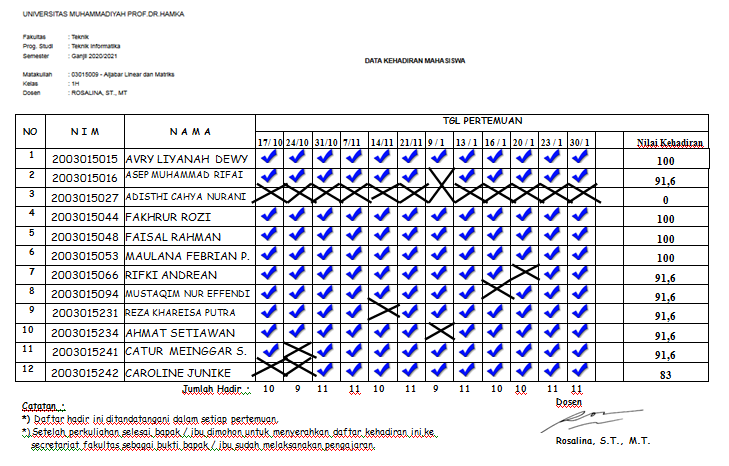 UNIVERSITAS MUHAMMADIYAH PROF.DR.HAMKA
Fakultas : Teknik
Prog. Studi : Teknik Informatika
Semester : Ganjil 2020/2021
DATA KEHADIRAN MAHASISWA
Matakuliah : 03015009 - Aljabar Linear dan Matriks
Kelas : 1H
Dosen : ROSALINA, ST., MT
NO N I M N A M A TGL PERTEMUAN
17/ 10 24/10 31/10 7/11 14/11 21/11 9 / 1 13 / 1 16 / 1 20 / 1 23 / 1 30/ 1 Nilai Kehadiran
1 2003015015 AVRY LIYANAH DEWY 100
2 2003015016 ASEP MUHAMMAD RIFAI 91,6
3 2003015027 ADISTHI CAHYA NURANI 0
4 2003015044 FAKHRUR ROZI 100
5 2003015048 FAISAL RAHMAN 100
6 2003015053 MAULANA FEBRIAN P. 100
7 2003015066 RIFKI ANDREAN 91,6
8 2003015094 MUSTAQIM NUR EFFENDI 91,6
9 2003015231 REZA KHAREISA PUTRA 91,6
10 2003015234 AHMAT SETIAWAN 91,6
11 2003015241 CATUR MEINGGAR S. 91,6
12 2003015242 CAROLINE JUNIKE 83
Jumlah Hadir : 10 9 11 11 10 11 9 11 10 10 11 11
Catatan : Dosen
*) Daftar hadir ini ditandatangani dalam setiap pertemuan.
*) Setelah perkuliahan selesai bapak / ibu dimohon untuk menyerahkan daftar kehadiran ini ke
secretariat fakultas sebagai bukti bapak / ibu sudah melaksanakan pengajaran.
Rosalina, S.T., M.T.